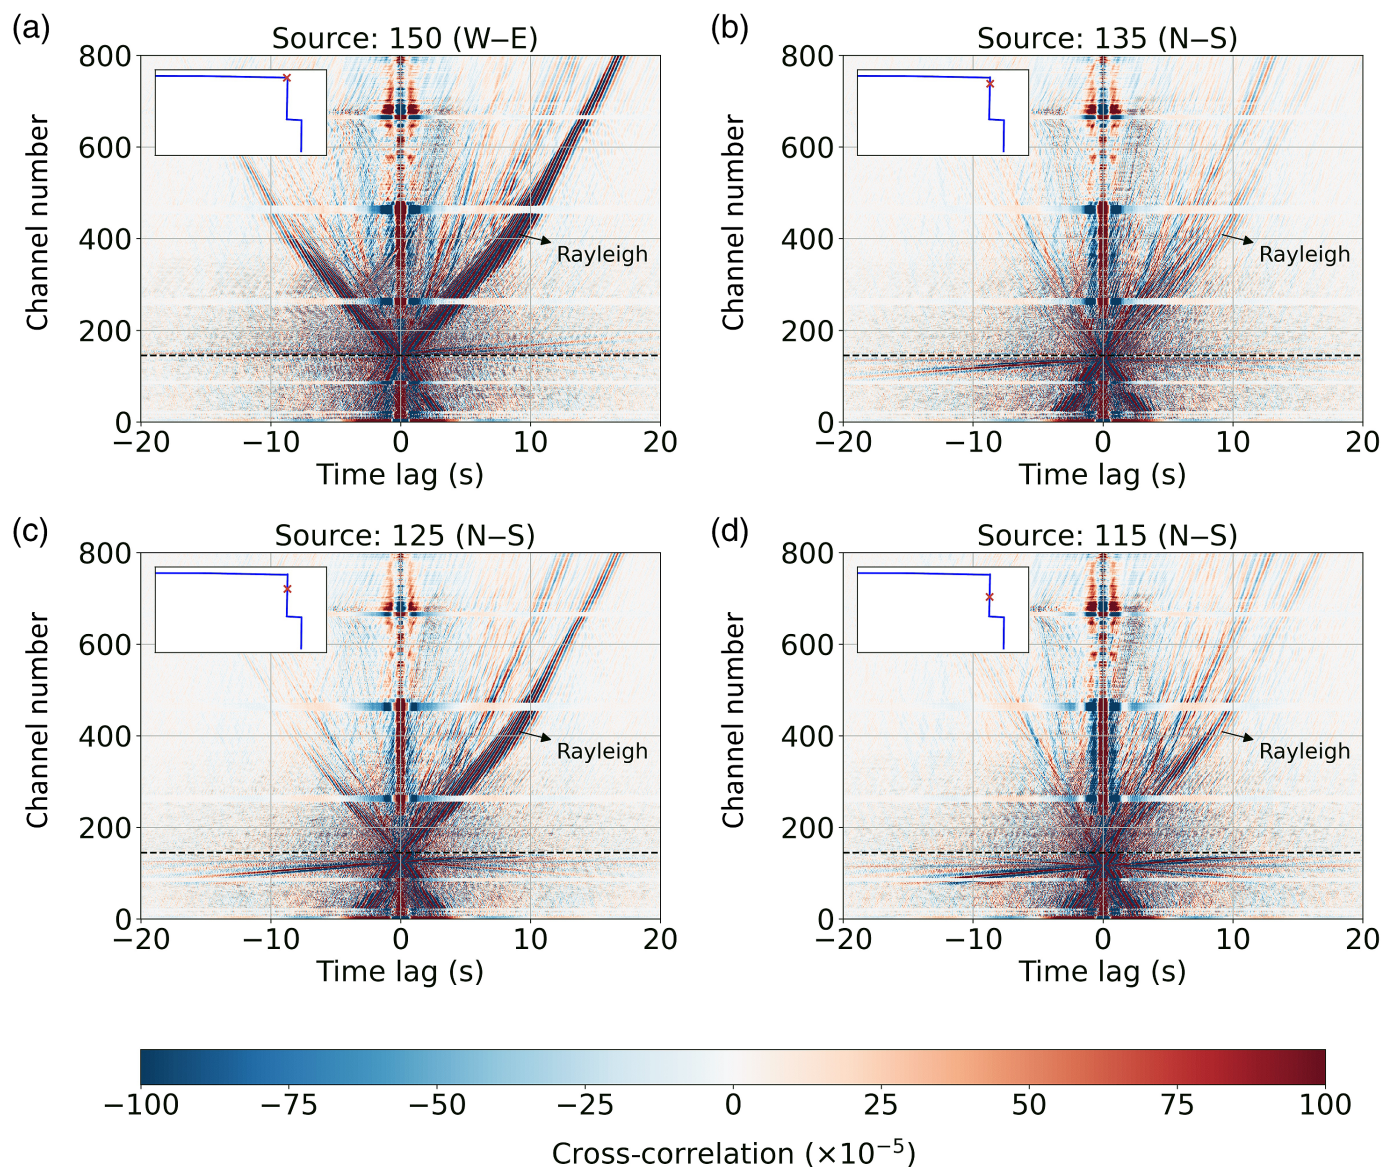 (a)
Source: 150 (W–E)
800
600
400
200
0
Channel number
Rayleigh
−20
−10
0
10
20
Time lag (s)
(b)
Source: 135 (N–S)
800
600
400
200
0
Channel number
Rayleigh
−20
−10
0
10
20
Time lag (s)
(c)
Source: 125 (N–S)
800
600
400
200
0
Channel number
Rayleigh
−20
−10
0
10
20
Time lag (s)
(d)
Source: 115 (N–S)
800
600
400
200
0
Channel number
Rayleigh
−20
−10
0
10
20
Time lag (s)
−100
−75
−50
−25
0
25
50
75
100
Cross-correlation (×10⁻⁵)